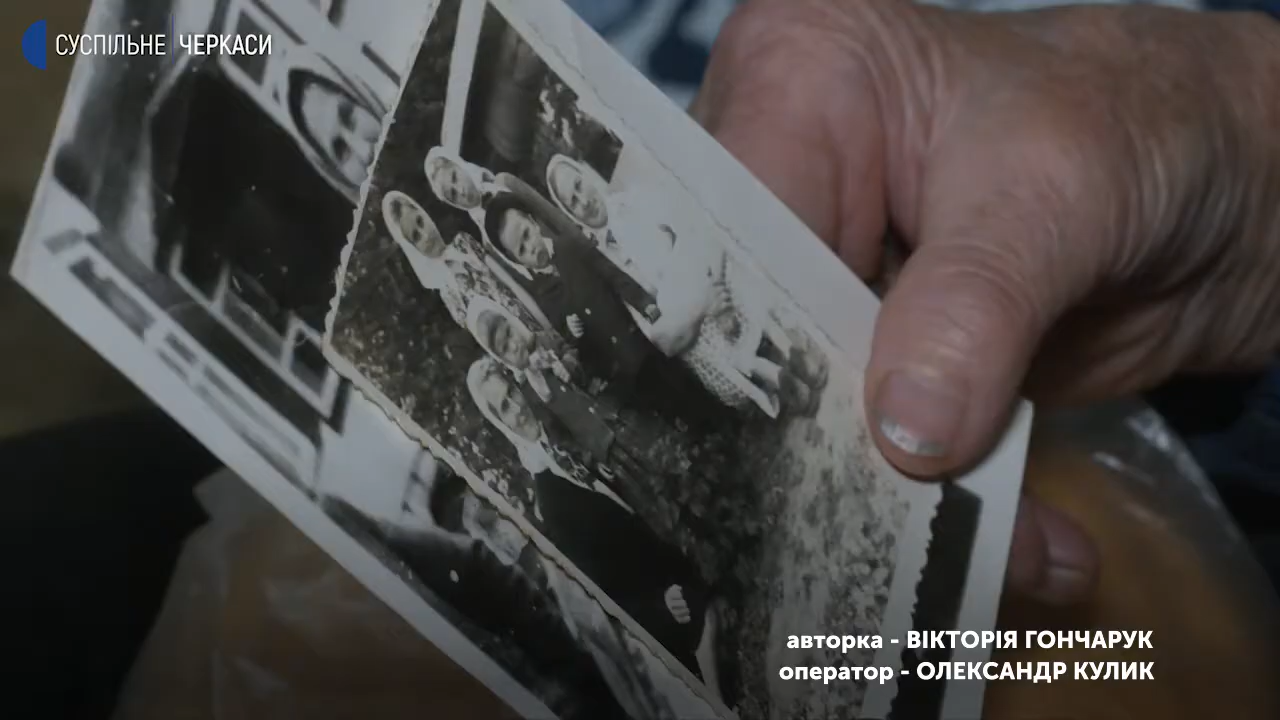 СУСПІЛЬНЕ | ЧЕРКАСИ
авторка - ВІКТОРІЯ ГОНЧАРУК
оператор - ОЛЕКСАНДР КУЛИК